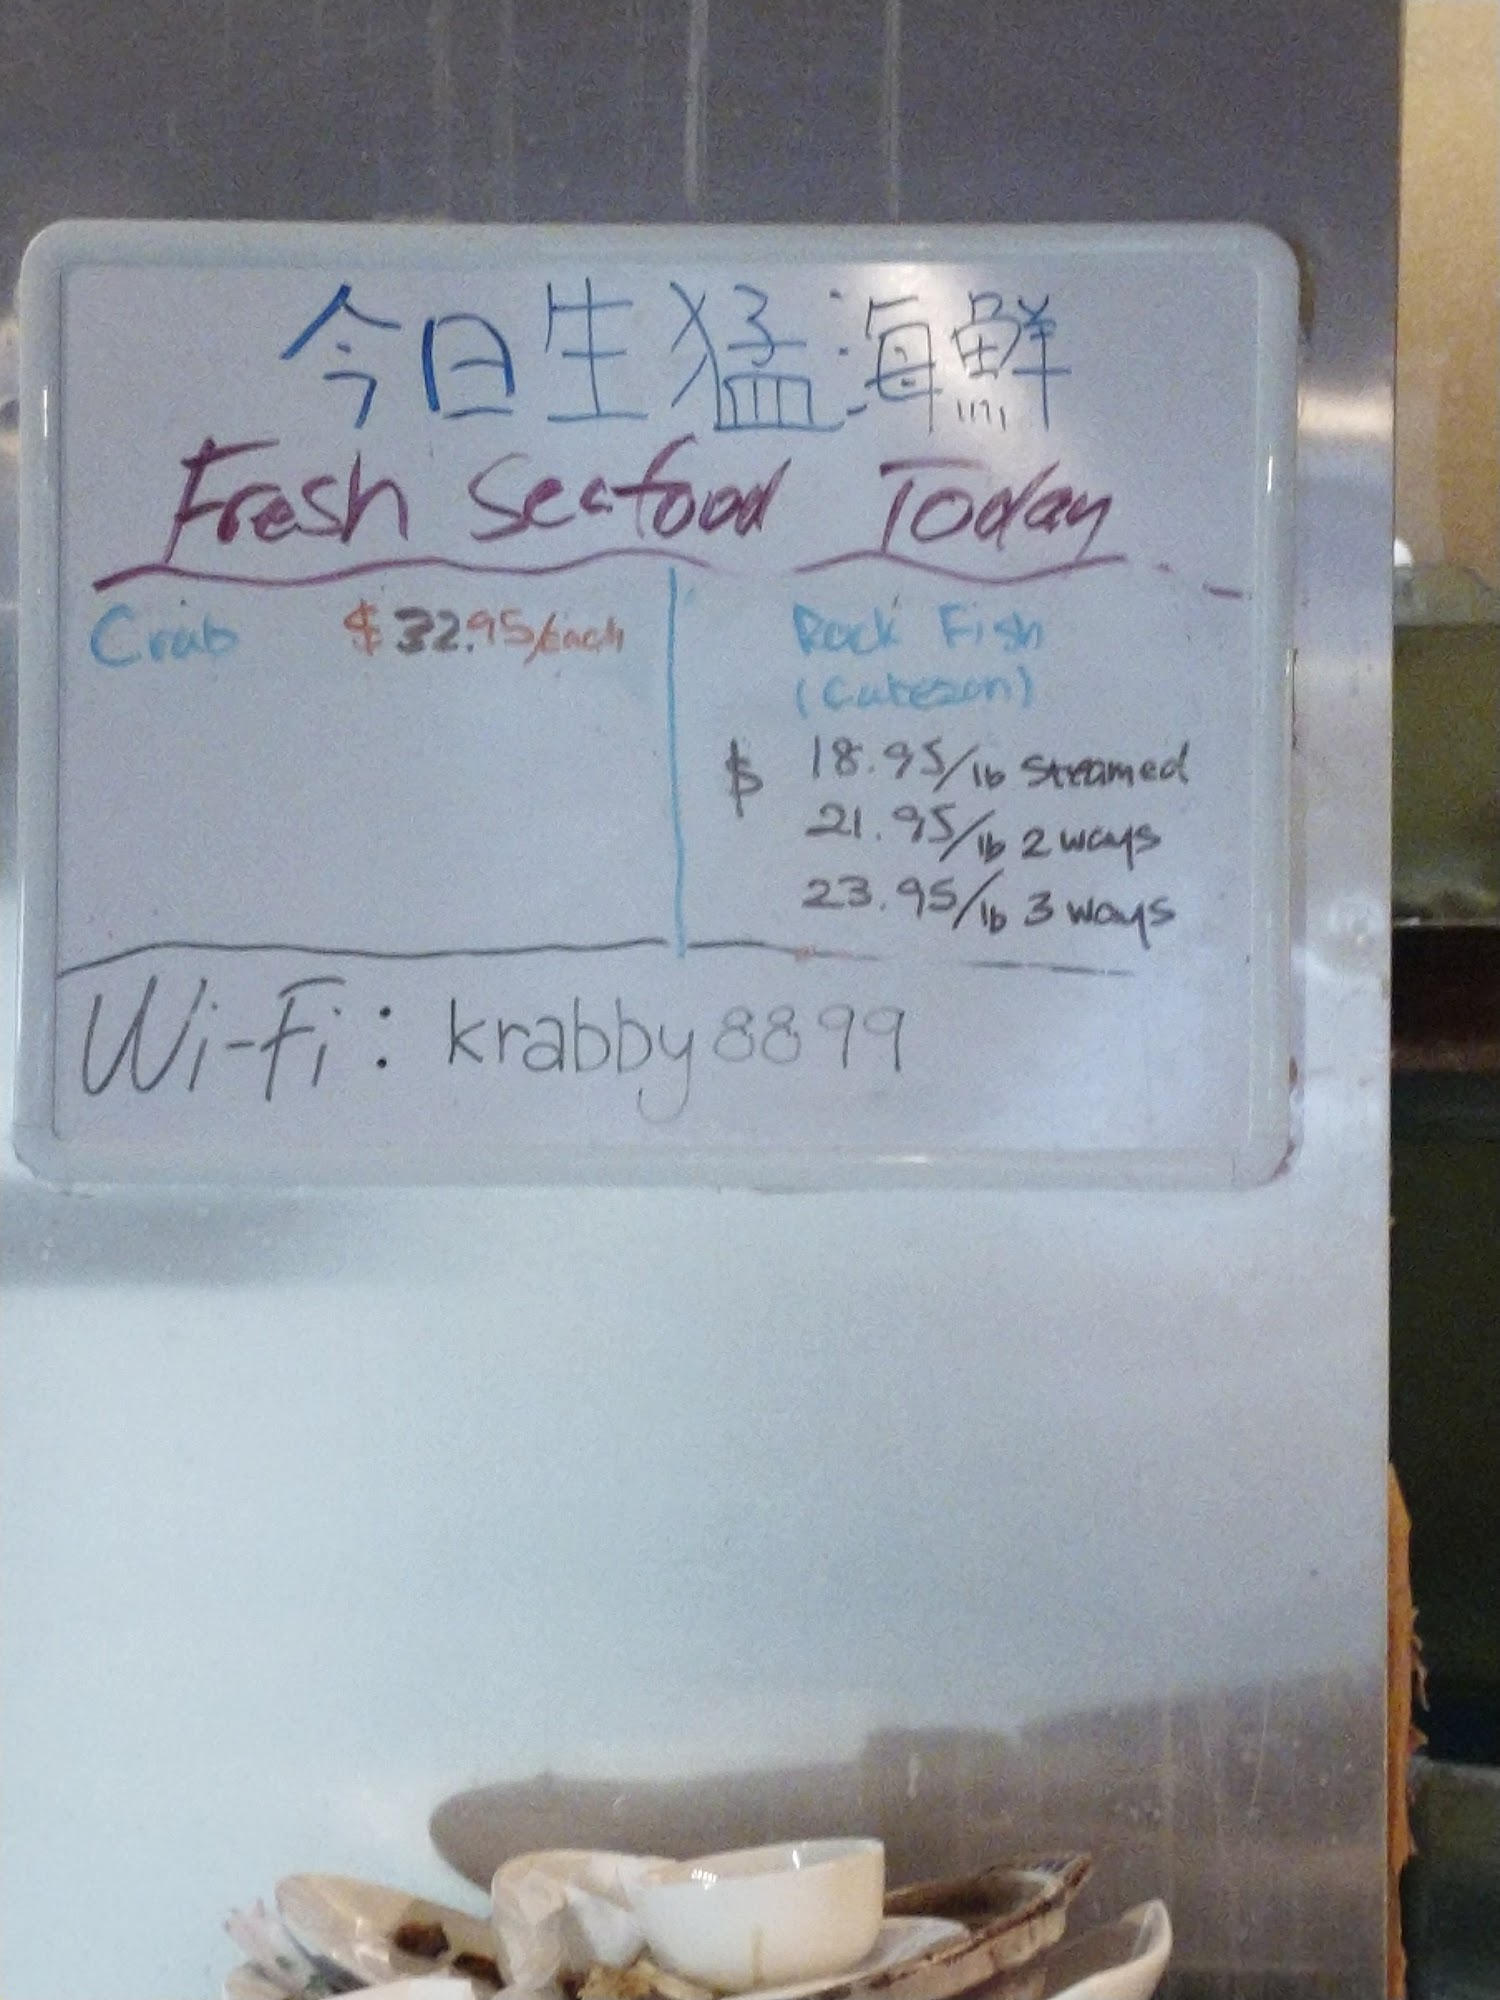 今日生猛海鮮
Fresh Seafood Today
Crab $32.95/each
Rock Fish
(Cabezon)
$ 18.95/lb Steamed
21.95/lb 2 ways
23.95/lb 3 ways
Wi-Fi: krabby8899